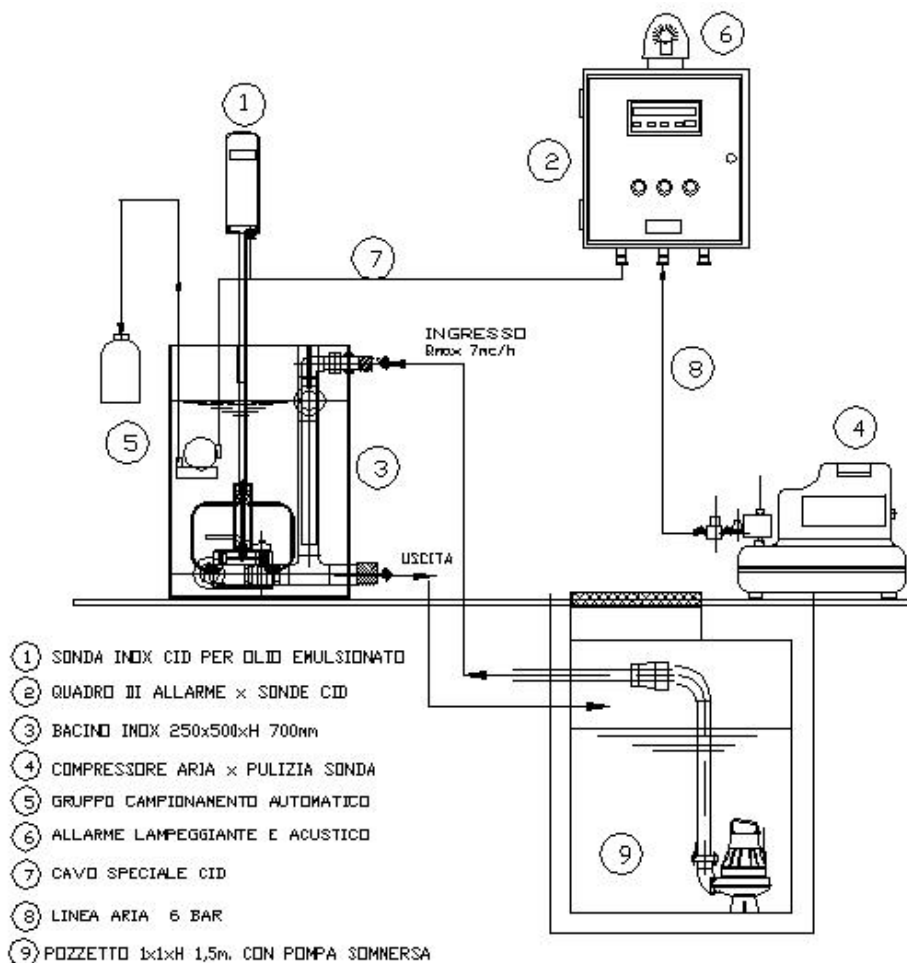 1
6
2
7
INGRESSO
Qmax 7mc/h
8
5
3
4
USCITA
9
1 SONDA INOX CID PER OLIO EMULSIONATO
2 QUADRO DI ALLARME x SONDE CID
3 BACINO INOX 250x500xH 700mm
4 COMPRESSORE ARIA x PULIZIA SONDA
5 GRUPPO CAMPIONAMENTO AUTOMATICO
6 ALLARME LAMPEGGIANTE E ACUSTICO
7 CAVO SPECIALE CID
8 LINEA ARIA 6 BAR
9 POZZETTO 1x1xH 1,5m. CON POMPA SOMMERSA